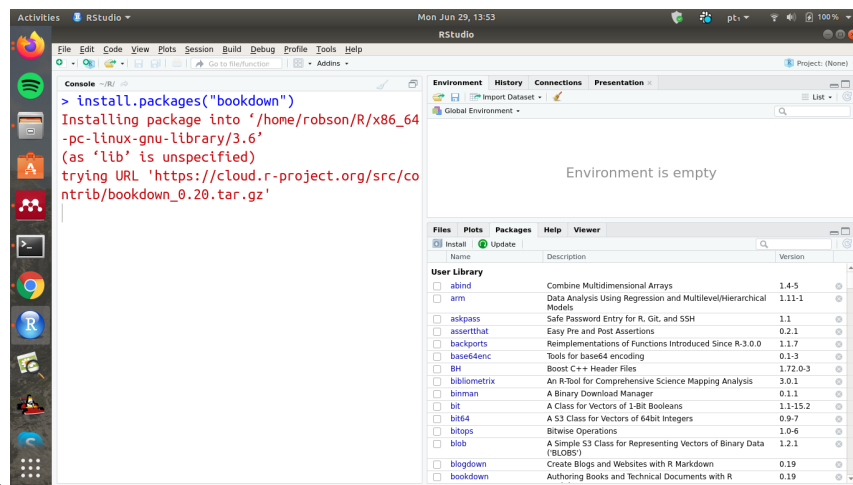 Activities RStudio Mon Jun 29, 13:53 pt₁ 100 %
RStudio
File Edit Code View Plots Session Build Debug Profile Tools Help
Go to file/function Addins Project: (None)
Console ~/R/
> install.packages("bookdown")
Installing package into ‘/home/robson/R/x86_64
-pc-linux-gnu-library/3.6’
(as ‘lib’ is unspecified)
trying URL 'https://cloud.r-project.org/src/co
ntrib/bookdown_0.20.tar.gz'
Environment History Connections Presentation
Import Dataset List
Global Environment
Environment is empty
Files Plots Packages Help Viewer
Install Update
Name Description Version
User Library
abind Combine Multidimensional Arrays 1.4-5
arm Data Analysis Using Regression and Multilevel/Hierarchical 1.11-1
Models
askpass Safe Password Entry for R, Git, and SSH 1.1
assertthat Easy Pre and Post Assertions 0.2.1
backports Reimplementations of Functions Introduced Since R-3.0.0 1.1.7
base64enc Tools for base64 encoding 0.1-3
BH Boost C++ Header Files 1.72.0-3
bibliometrix An R-Tool for Comprehensive Science Mapping Analysis 3.0.1
binman A Binary Download Manager 0.1.1
bit A Class for Vectors of 1-Bit Booleans 1.1-15.2
bit64 A S3 Class for Vectors of 64bit Integers 0.9-7
bitops Bitwise Operations 1.0-6
blob A Simple S3 Class for Representing Vectors of Binary Data 1.2.1
('BLOBS')
blogdown Create Blogs and Websites with R Markdown 0.19
bookdown Authoring Books and Technical Documents with R 0.19